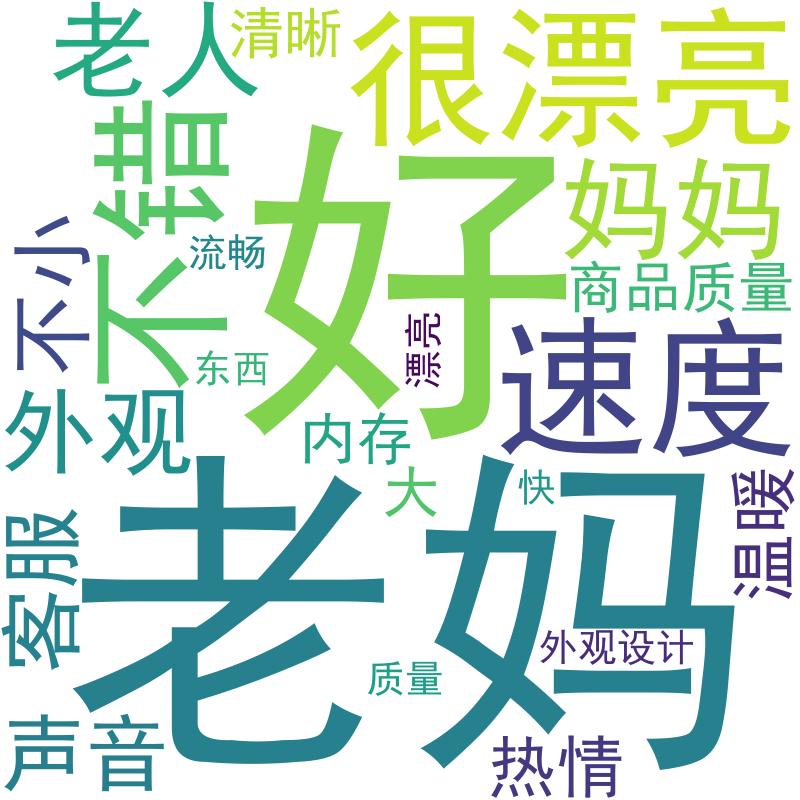 老人
清晰
很漂亮
不错
好
妈妈
不小
流畅
商品质量
漂亮
速度
东西
外观
内存
大
快
温暖
老妈
客服
外观设计
质量
声音
热情